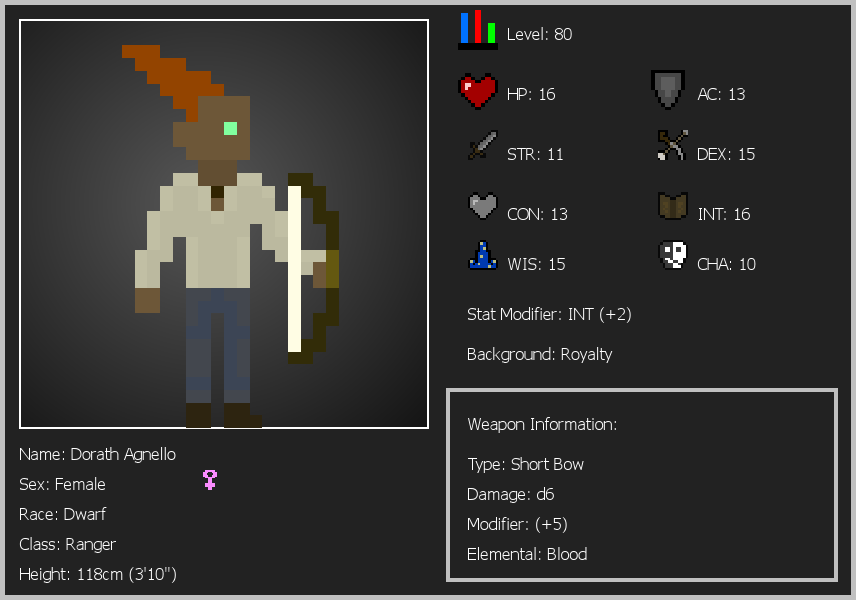 Level: 80
HP: 16
AC: 13
STR: 11
DEX: 15
CON: 13
INT: 16
WIS: 15
CHA: 10
Stat Modifier: INT (+2)
Background: Royalty
Weapon Information:
Type: Short Bow
Damage: d6
Modifier: (+5)
Elemental: Blood
Name: Dorath Agnello
Sex: Female
Race: Dwarf
Class: Ranger
Height: 118cm (3'10")